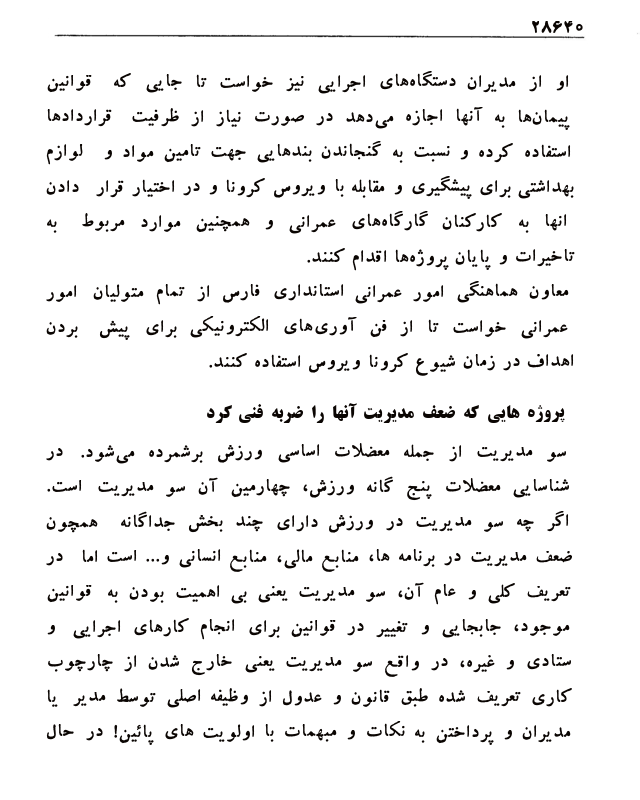 ۲۸۶۴۰
او از مدیران دستگاه‌های اجرایی نیز خواست تا جایی که قوانین
پیمان‌ها به آنها اجازه می‌دهد در صورت نیاز از ظرفیت قراردادها
استفاده کرده و نسبت به گنجاندن بندهایی جهت تامین مواد و لوازم
بهداشتی برای پیشگیری و مقابله با ویروس کرونا و در اختیار قرار دادن
انها به کارکنان گارگاه‌های عمرانی و همچنین موارد مربوط به
تاخیرات و پایان پروژه‌ها اقدام کنند.
معاون هماهنگی امور عمرانی استانداری فارس از تمام متولیان امور
عمرانی خواست تا از فن آوری‌های الکترونیکی برای پیش بردن
اهداف در زمان شیوع کرونا ویروس استفاده کنند.
پروژه هایی که ضعف مدیریت آنها را ضربه فنی کرد
سو مدیریت از جمله معضلات اساسی ورزش برشمرده می‌شود. در
شناسایی معضلات پنج گانه ورزش، چهارمین آن سو مدیریت است.
اگر چه سو مدیریت در ورزش دارای چند بخش جداگانه همچون
ضعف مدیریت در برنامه ها، منابع مالی، منابع انسانی و... است اما در
تعریف کلی و عام آن، سو مدیریت یعنی بی اهمیت بودن به قوانین
موجود، جابجایی و تغییر در قوانین برای انجام کارهای اجرایی و
ستادی و غیره، در واقع سو مدیریت یعنی خارج شدن از چارچوب
کاری تعریف شده طبق قانون و عدول از وظیفه اصلی توسط مدیر یا
مدیران و پرداختن به نکات و مبهمات با اولویت های پائین! در حال